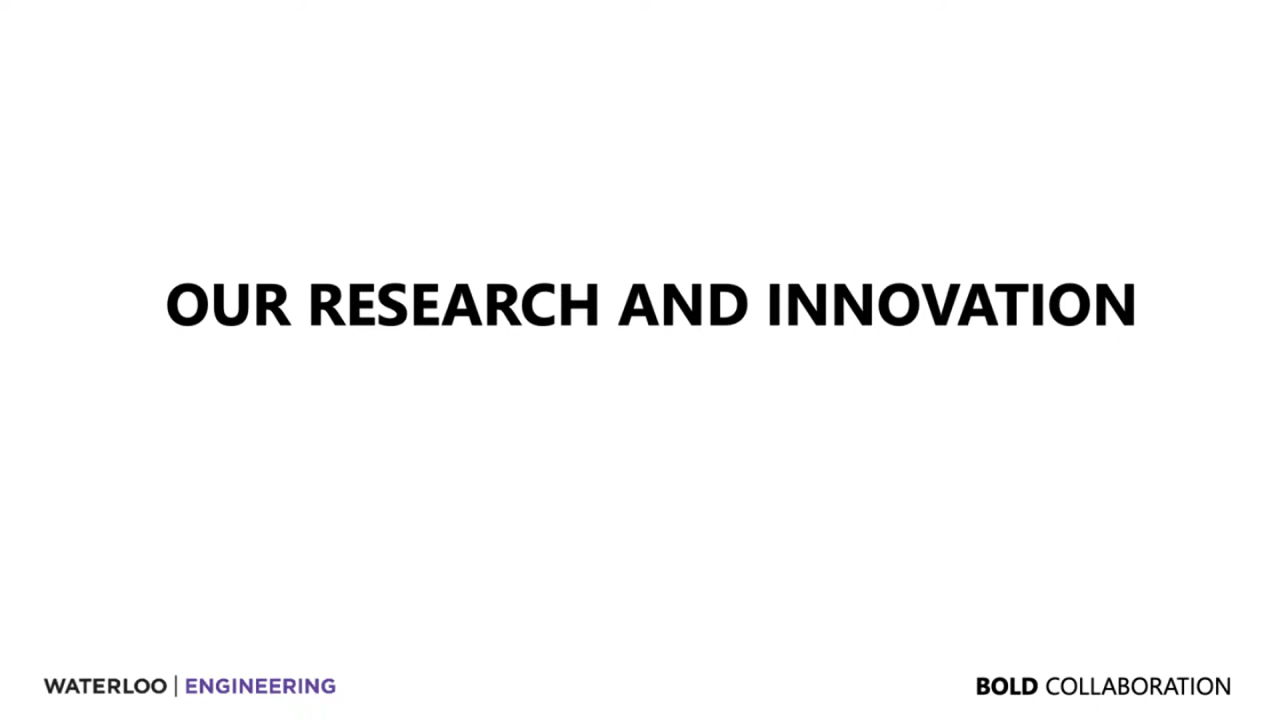 OUR RESEARCH AND INNOVATION
WATERLOO | ENGINEERING
BOLD COLLABORATION